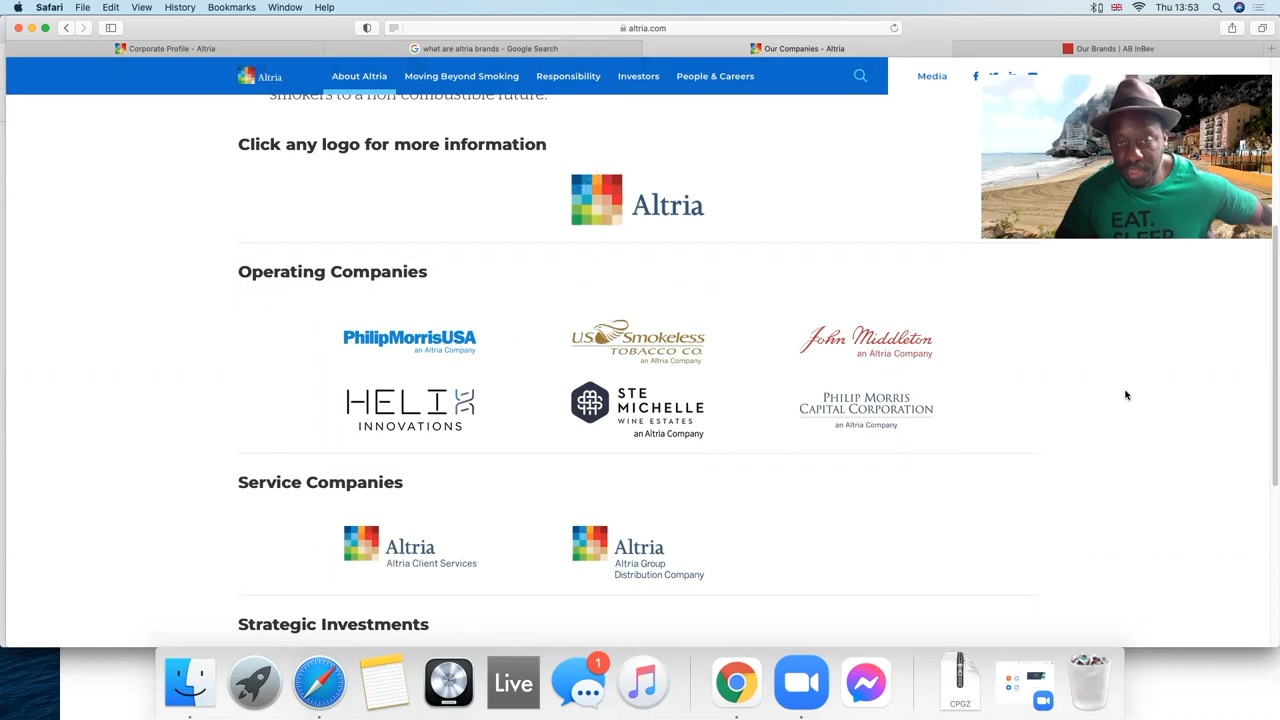 Safari File Edit View History Bookmarks Window Help Thu 13:53
altria.com
Corporate Profile - Altria
what are altria brands - Google Search
Our Companies - Altria
Our Brands | AB InBev
Altria About Altria Moving Beyond Smoking Responsibility Investors People & Careers Media
smokers to a non combustible future.
Click any logo for more information
Altria
EAT.
SLEEP
Operating Companies
PhilipMorrisUSA
an Altria Company
US Smokeless
TOBACCO CO.
an Altria Company
John Middleton
an Altria Company
HELIX
INNOVATIONS
STE
MICHELLE
WINE ESTATES
an Altria Company
PHILIP MORRIS
CAPITAL CORPORATION
an Altria Company
Service Companies
Altria
Altria Client Services
Altria
Altria Group
Distribution Company
Strategic Investments
Live
1
CPGZ